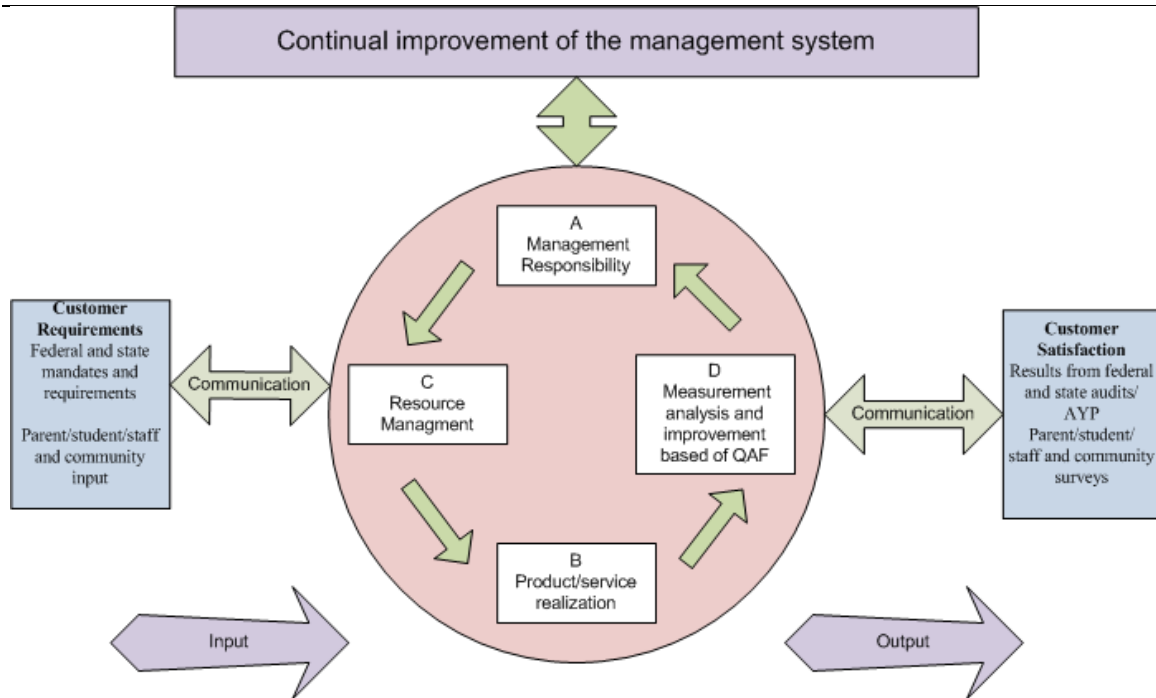 Continual improvement of the management system
A
Management
Responsibility
Customer
Requirements
Federal and state
mandates and
requirements
Parent/student/staff
and community
input
Communication
C
Resource
Managment
D
Measurement
analysis and
improvement
based of QAF
Communication
Customer
Satisfaction
Results from federal
and state audits/
AYP
Parent/student/
staff and community
surveys
B
Product/service
realization
Input
Output